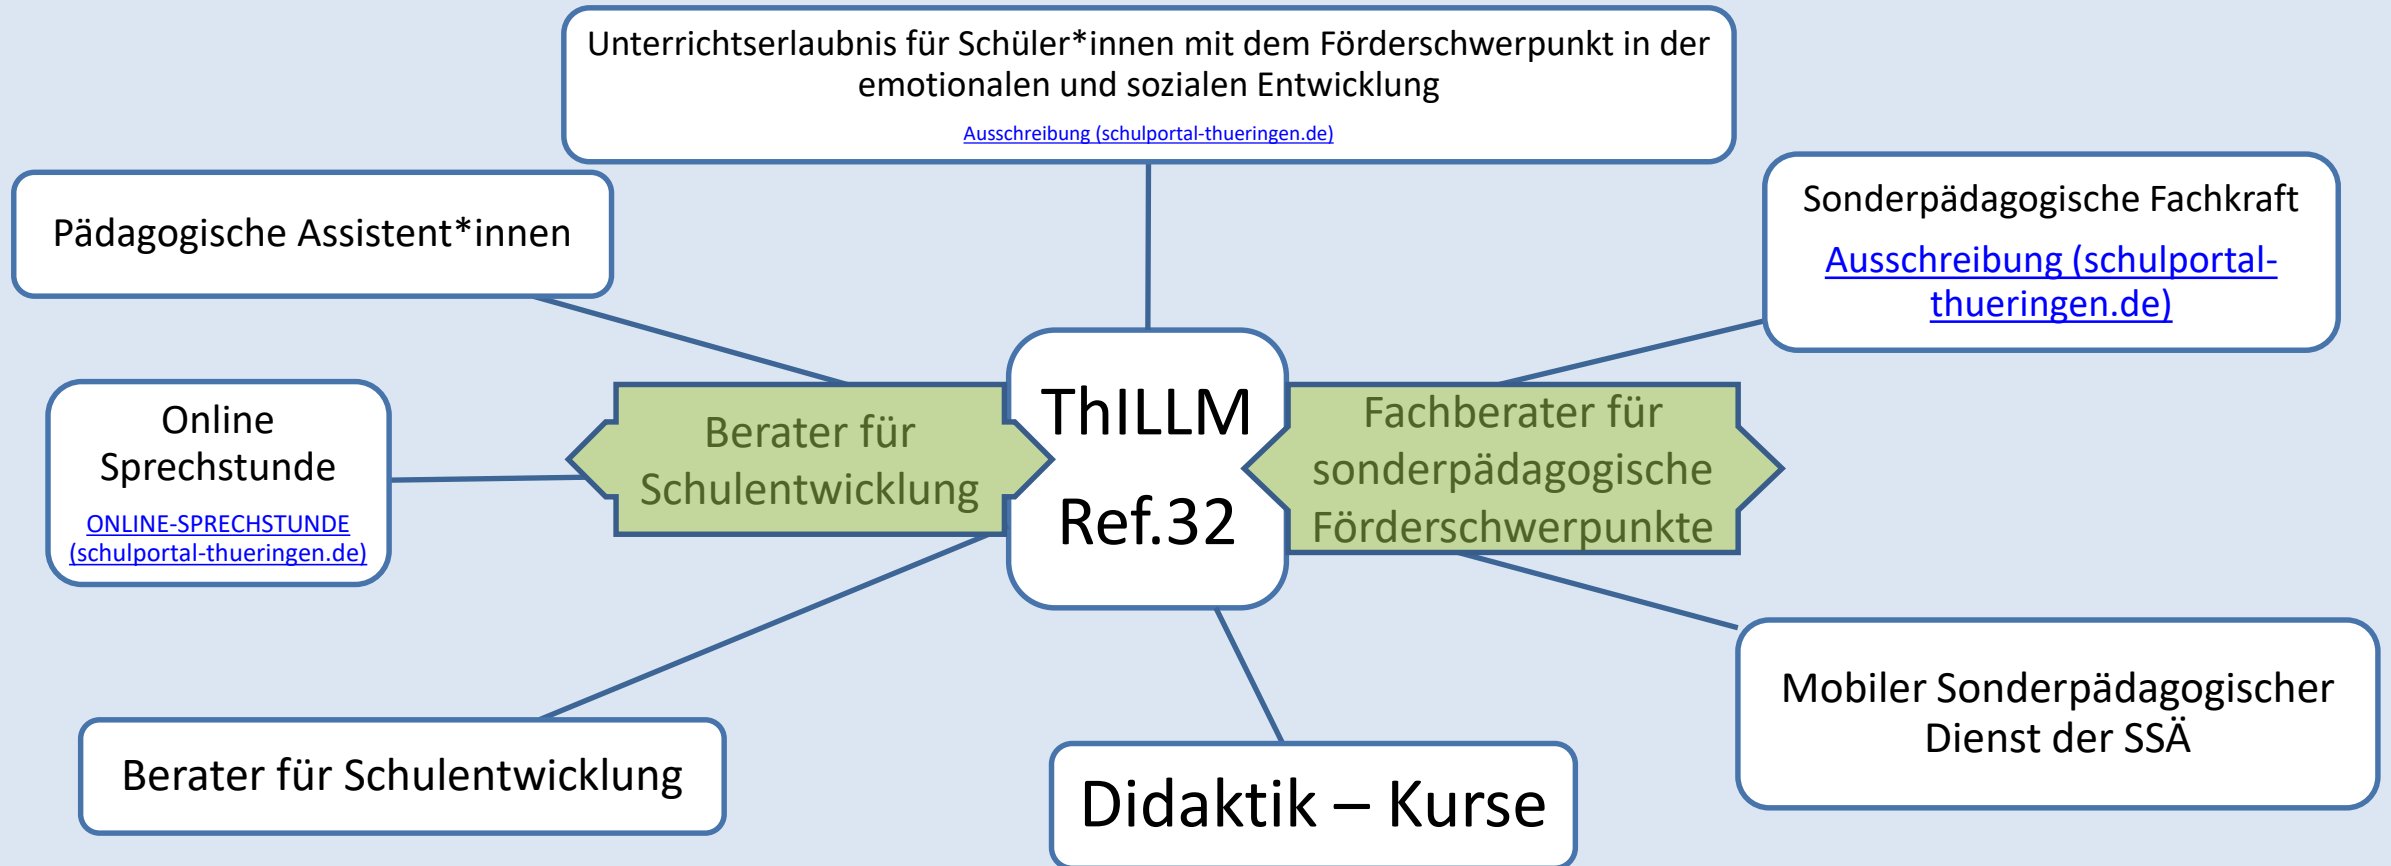 Unterrichtserlaubnis für Schüler*innen mit dem Förderschwerpunkt in der
emotionalen und sozialen Entwicklung
Ausschreibung (schulportal-thueringen.de)
Pädagogische Assistent*innen
Sonderpädagogische Fachkraft
Ausschreibung (schulportal-
thueringen.de)
Online
Sprechstunde
ONLINE-SPRECHSTUNDE
(schulportal-thueringen.de)
Berater für
Schulentwicklung
ThILLM
Ref.32
Fachberater für
sonderpädagogische
Förderschwerpunkte
Berater für Schulentwicklung
Didaktik – Kurse
Mobiler Sonderpädagogischer
Dienst der SSÄ